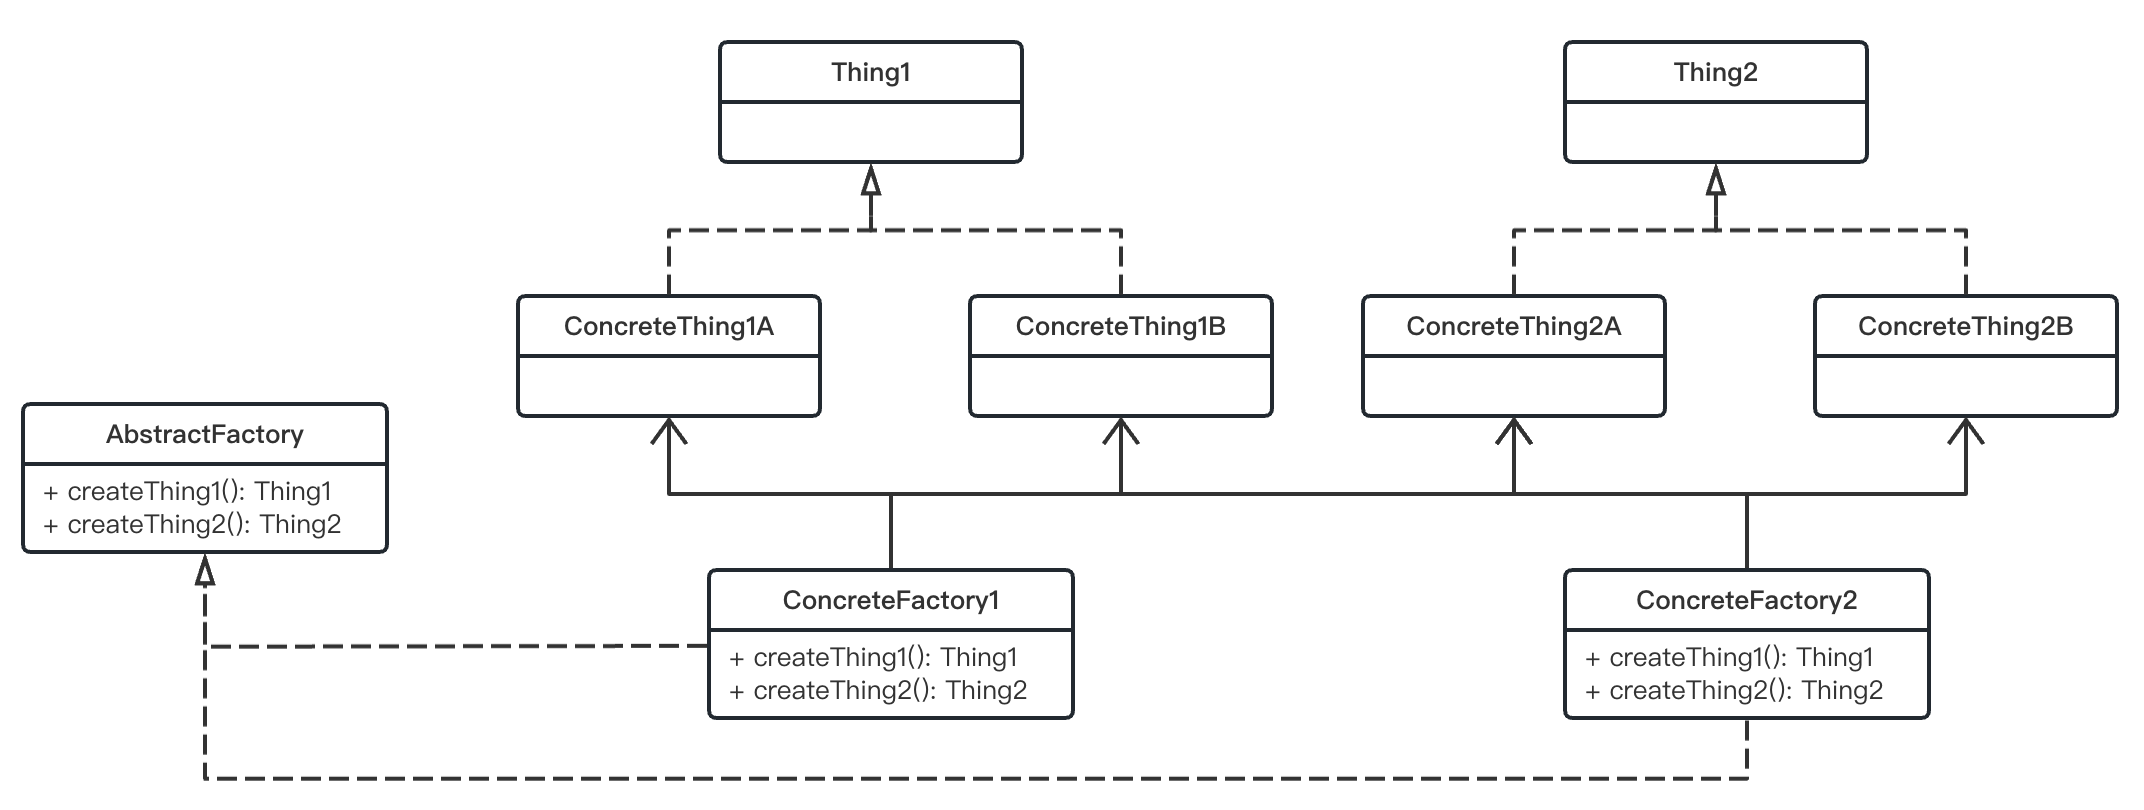 Thing1
Thing2
ConcreteThing1A
ConcreteThing1B
ConcreteThing2A
ConcreteThing2B
AbstractFactory
+ createThing1(): Thing1
+ createThing2(): Thing2
ConcreteFactory1
+ createThing1(): Thing1
+ createThing2(): Thing2
ConcreteFactory2
+ createThing1(): Thing1
+ createThing2(): Thing2